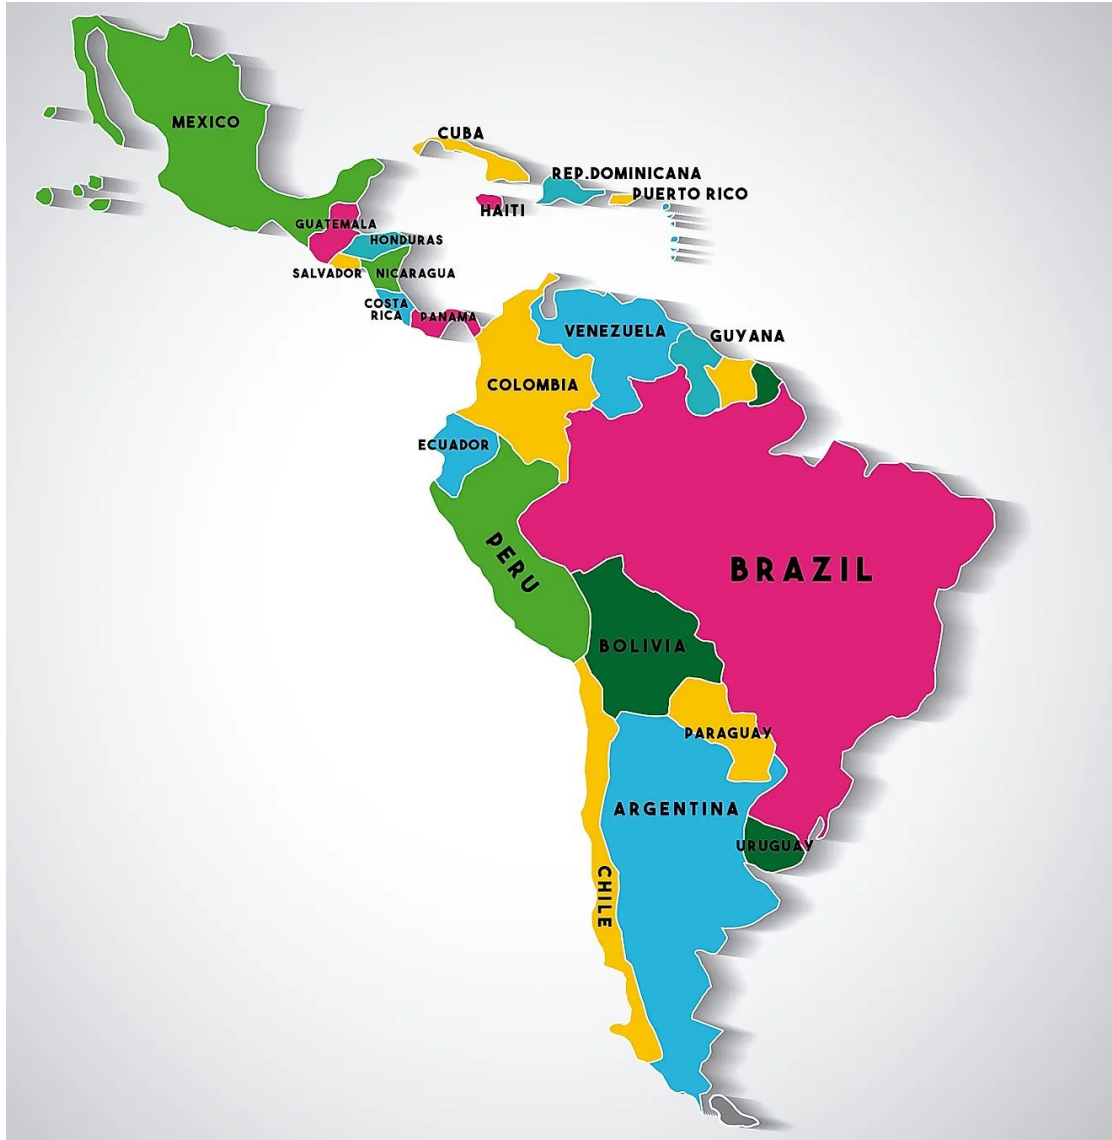 MEXICO
CUBA
REP.DOMINICANA
PUERTO RICO
HAITI
GUATEMALA
HONDURAS
SALVADOR
NICARAGUA
COSTA
RICA
PANAMA
VENEZUELA
GUYANA
COLOMBIA
ECUADOR
PERU
BRAZIL
BOLIVIA
PARAGUAY
ARGENTINA
URUGUAY
CHILE